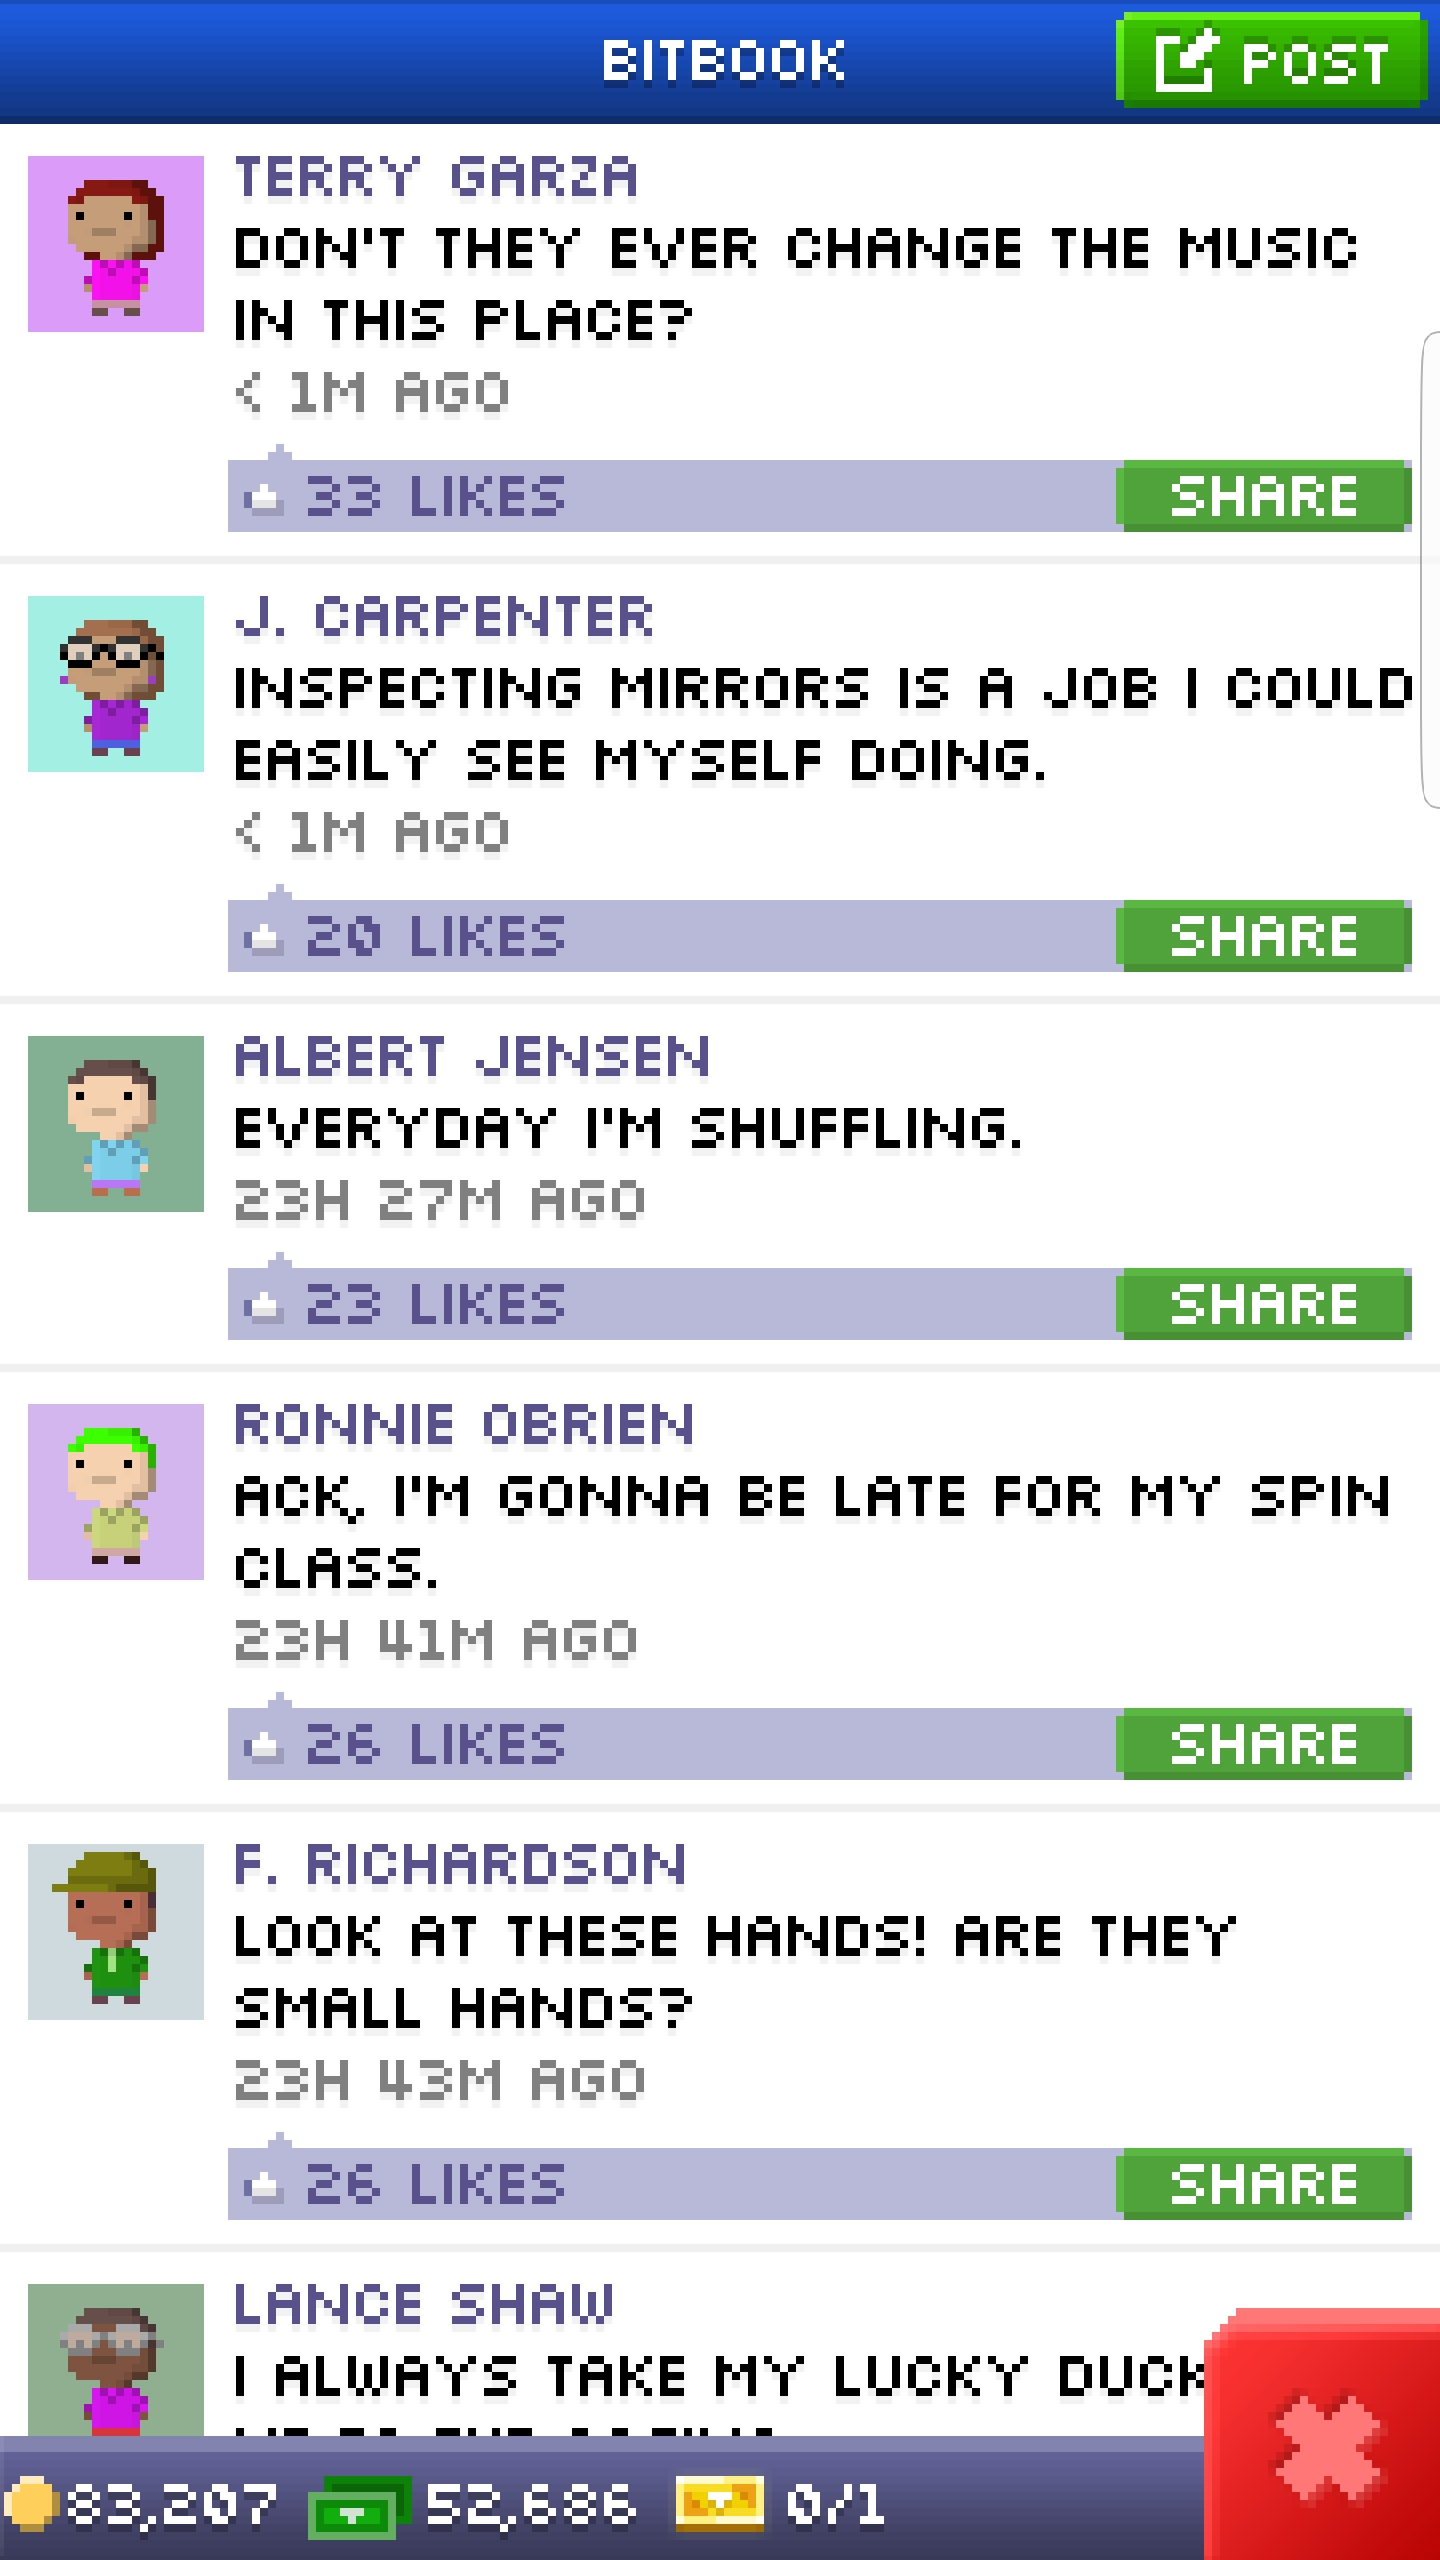 BITBOOK
POST
TERRY GARZA
DON'T THEY EVER CHANGE THE MUSIC
IN THIS PLACE?
< 1M AGO
33 LIKES
SHARE
J. CARPENTER
INSPECTING MIRRORS IS A JOB I COULD
EASILY SEE MYSELF DOING.
< 1M AGO
20 LIKES
SHARE
ALBERT JENSEN
EVERYDAY I'M SHUFFLING.
23H 27M AGO
23 LIKES
SHARE
RONNIE OBRIEN
ACK, I'M GONNA BE LATE FOR MY SPIN
CLASS.
23H 41M AGO
26 LIKES
SHARE
F. RICHARDSON
LOOK AT THESE HANDS! ARE THEY
SMALL HANDS?
23H 43M AGO
26 LIKES
SHARE
LANCE SHAW
I ALWAYS TAKE MY LUCKY DUCK
83,207
52,686
0/1